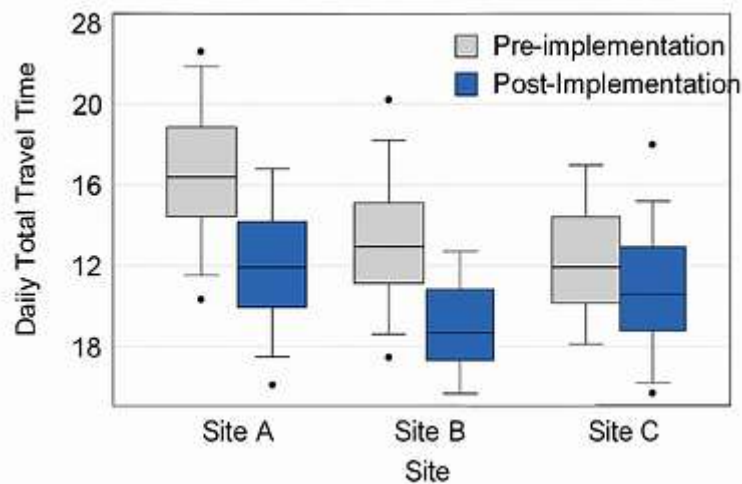 28
Pre-implementation
Post-Implementation
20
16
12
18
Daily Total Travel Time
Site A
Site B
Site C
Site